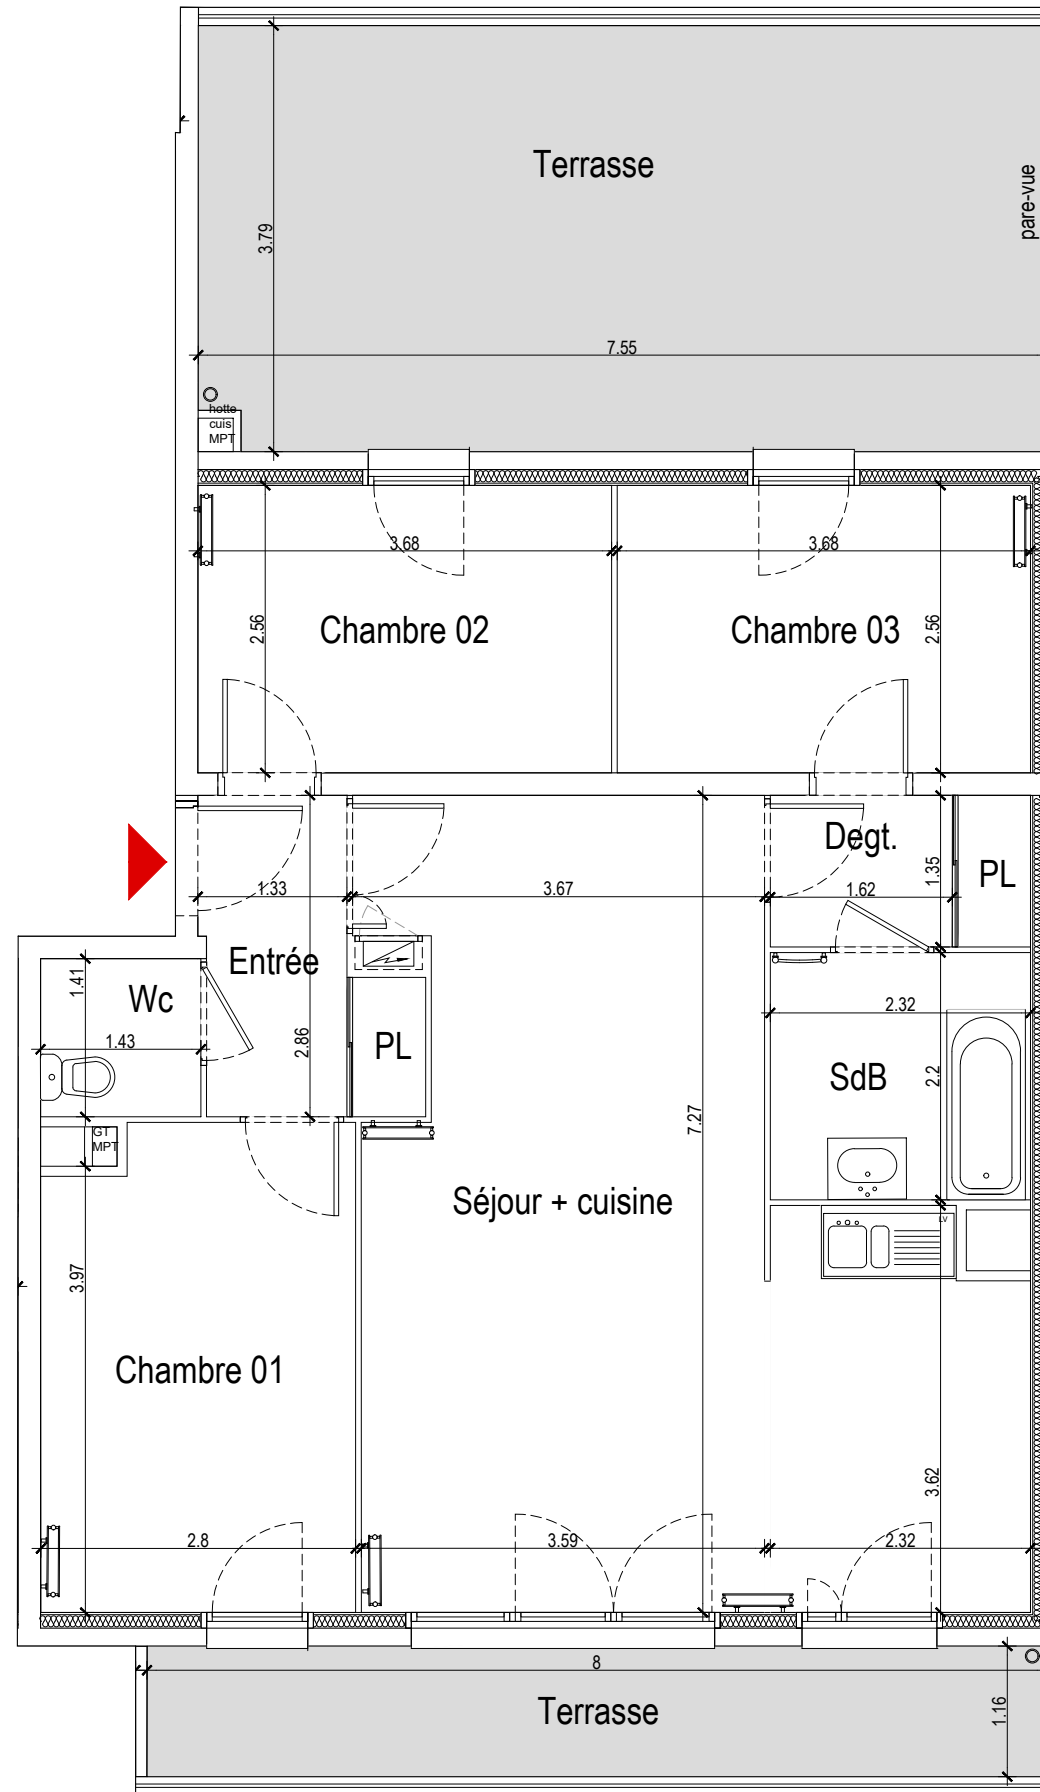 Terrasse
pare-vue
3.79
7.55
hotte
cuis
MPT
3.68
3.68
2.56
2.56
Chambre 02
Chambre 03
Degt.
1.35
PL
1.33
3.67
1.62
Entrée
1.41
Wc
2.32
1.43
2.86
PL
SdB
2.2
7.27
GT
MPT
Séjour + cuisine
LV
3.97
Chambre 01
3.62
2.8
3.59
2.32
8
Terrasse
1.16